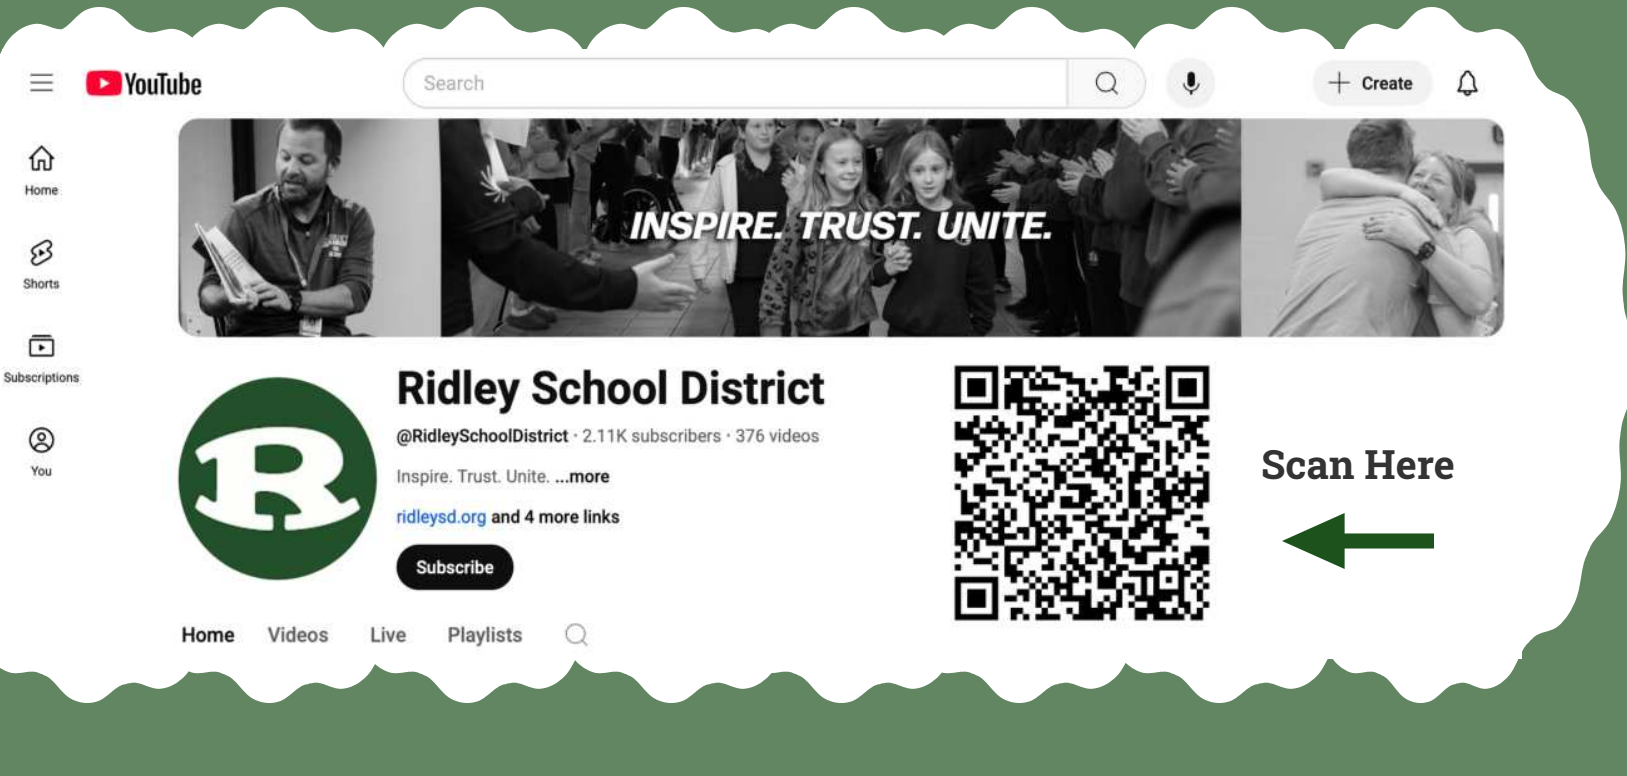 YouTube
Search
Create
Home
Shorts
Subscriptions
You
INSPIRE. TRUST. UNITE.
R
Ridley School District
@RidleySchoolDistrict · 2.11K subscribers · 376 videos
Inspire. Trust. Unite. ...more
ridleysd.org and 4 more links
Subscribe
Scan Here
Home Videos Live Playlists